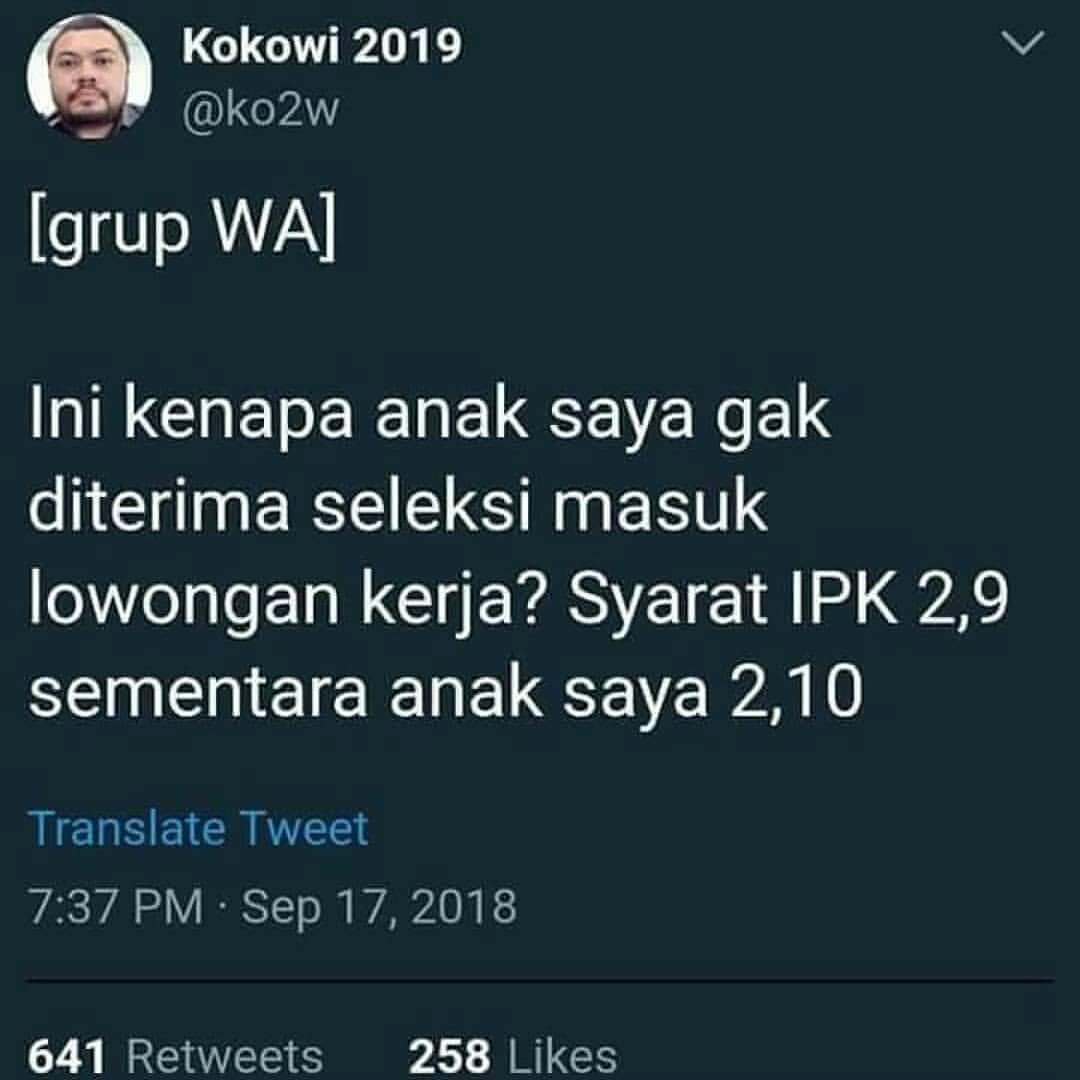 Kokowi 2019
@ko2w
[grup WA]
Ini kenapa anak saya gak
diterima seleksi masuk
lowongan kerja? Syarat IPK 2,9
sementara anak saya 2,10
Translate Tweet
7:37 PM · Sep 17, 2018
641 Retweets 258 Likes